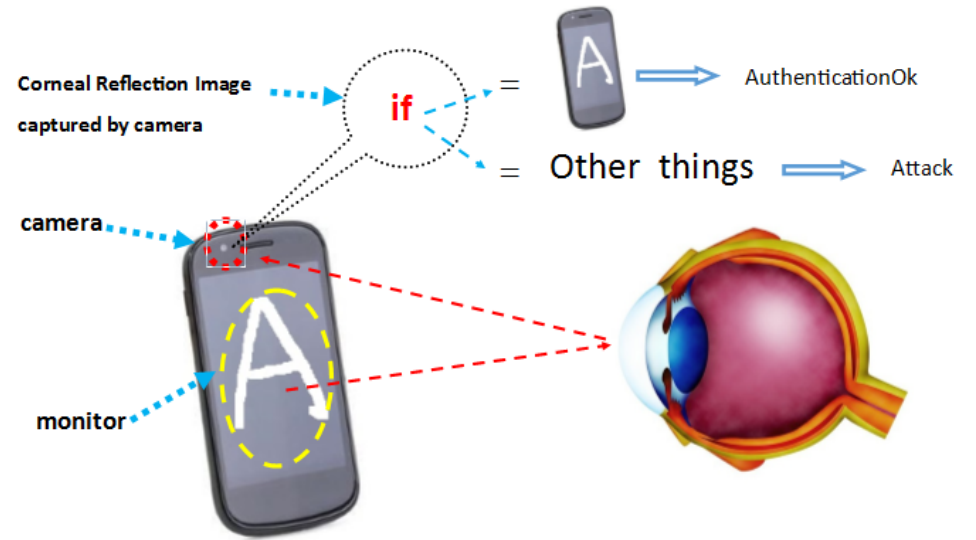 Corneal Reflection Image
captured by camera
if
=
A
AuthenticationOk
=
Other things
Attack
camera
A
monitor